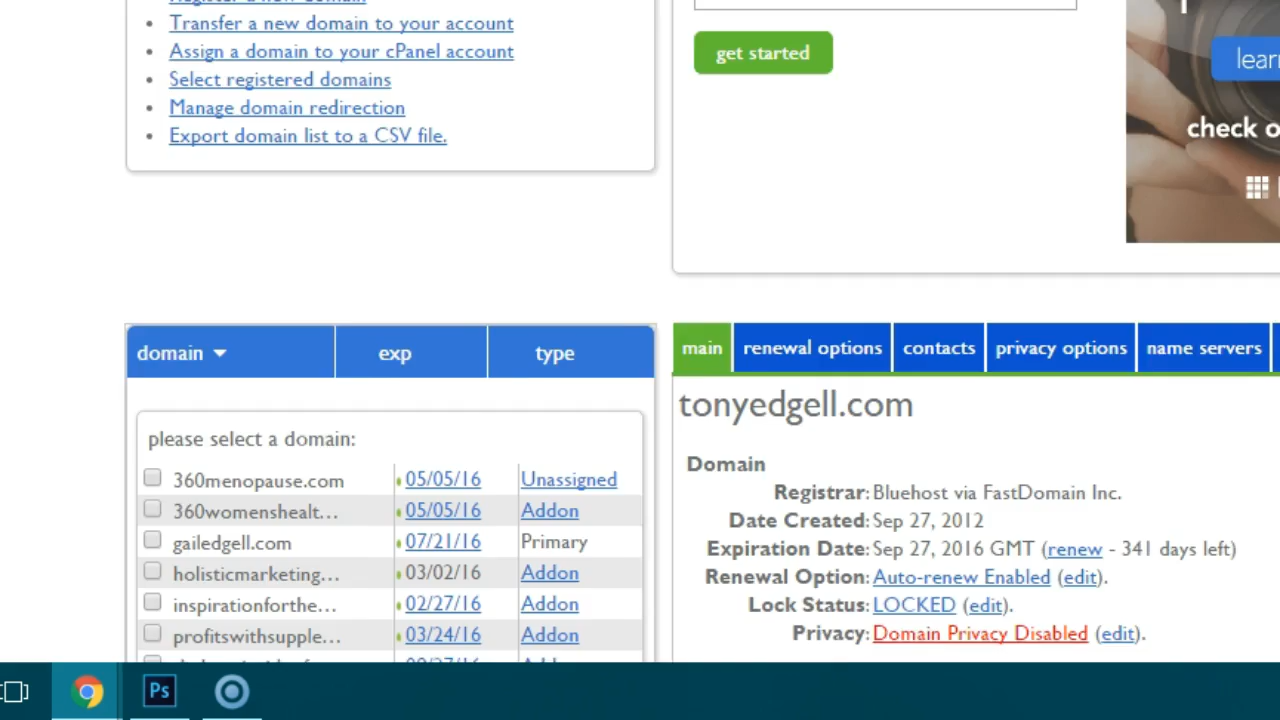 Register a new domain
Transfer a new domain to your account
Assign a domain to your cPanel account
Select registered domains
Manage domain redirection
Export domain list to a CSV file.
get started
check o
domain exp type
please select a domain:
360menopause.com 05/05/16 Unassigned
360womenshealt... 05/05/16 Addon
gailedgell.com 07/21/16 Primary
holisticmarketing... 03/02/16 Addon
inspirationforthe... 02/27/16 Addon
profitswithsupple... 03/24/16 Addon
main renewal options contacts privacy options name servers
tonyedgell.com
Domain
Registrar: Bluehost via FastDomain Inc.
Date Created: Sep 27, 2012
Expiration Date: Sep 27, 2016 GMT (renew - 341 days left)
Renewal Option: Auto-renew Enabled (edit).
Lock Status: LOCKED (edit).
Privacy: Domain Privacy Disabled (edit).
Ps